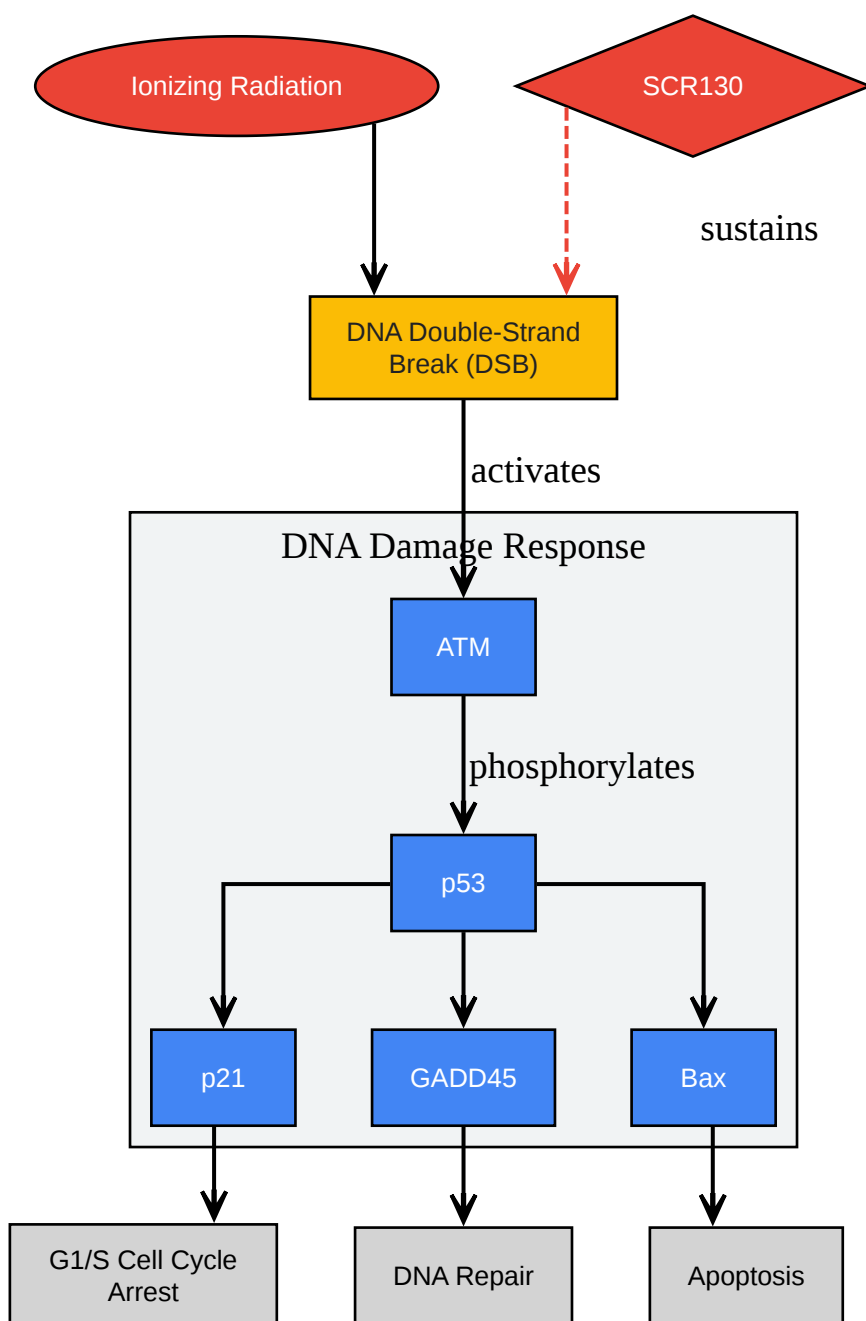 Ionizing Radiation
SCR130
sustains
DNA Double-Strand
Break (DSB)
activates
DNA Damage Response
ATM
phosphorylates
p53
p21
GADD45
Bax
G1/S Cell Cycle
Arrest
DNA Repair
Apoptosis